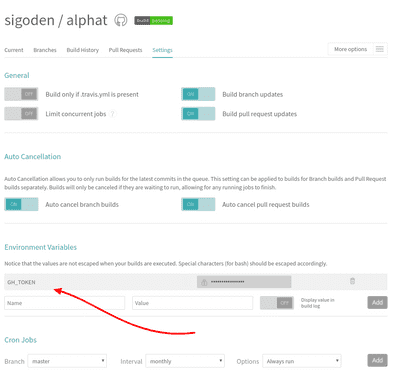 sigoden / alphat build passing
Current Branches Build History Pull Requests Settings More options
General
OFF Build only if .travis.yml is present ON Build branch updates
OFF Limit concurrent jobs ? ON Build pull request updates
Auto Cancellation
Auto Cancellation allows you to only run builds for the latest commits in the queue. This setting can be applied to builds for Branch builds and Pull Request
builds separately. Builds will only be canceled if they are waiting to run, allowing for any running jobs to finish.
ON Auto cancel branch builds ON Auto cancel pull request builds
Environment Variables
Notice that the values are not escaped when your builds are executed. Special characters (for bash) should be escaped accordingly.
GH_TOKEN ••••••••••••••••
Name Value OFF Display value in
build log Add
Cron Jobs
Branch master Interval monthly Options Always run Add